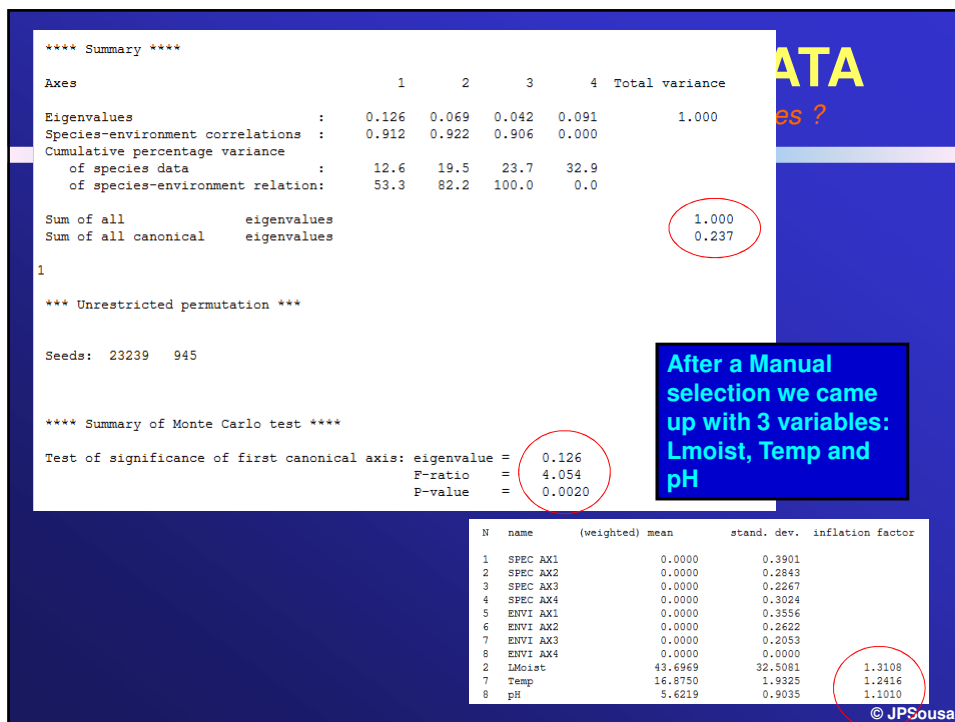 ATA
es ?
**** Summary ****
Axes 1 2 3 4 Total variance
Eigenvalues : 0.126 0.069 0.042 0.091 1.000
Species-environment correlations : 0.912 0.922 0.906 0.000
Cumulative percentage variance
of species data : 12.6 19.5 23.7 32.9
of species-environment relation: 53.3 82.2 100.0 0.0
Sum of all eigenvalues 1.000
Sum of all canonical eigenvalues 0.237
1
*** Unrestricted permutation ***
Seeds: 23239 945
**** Summary of Monte Carlo test ****
Test of significance of first canonical axis: eigenvalue = 0.126
F-ratio = 4.054
P-value = 0.0020
After a Manual
selection we came
up with 3 variables:
Lmoist, Temp and
pH
N name (weighted) mean stand. dev. inflation factor
1 SPEC AX1 0.0000 0.3901
2 SPEC AX2 0.0000 0.2843
3 SPEC AX3 0.0000 0.2267
4 SPEC AX4 0.0000 0.3024
5 ENVI AX1 0.0000 0.3556
6 ENVI AX2 0.0000 0.2622
7 ENVI AX3 0.0000 0.2053
8 ENVI AX4 0.0000 0.0000
2 LMoist 43.6969 32.5081 1.3108
7 Temp 16.8750 1.9325 1.2416
8 pH 5.6219 0.9035 1.1010
© JPSousa